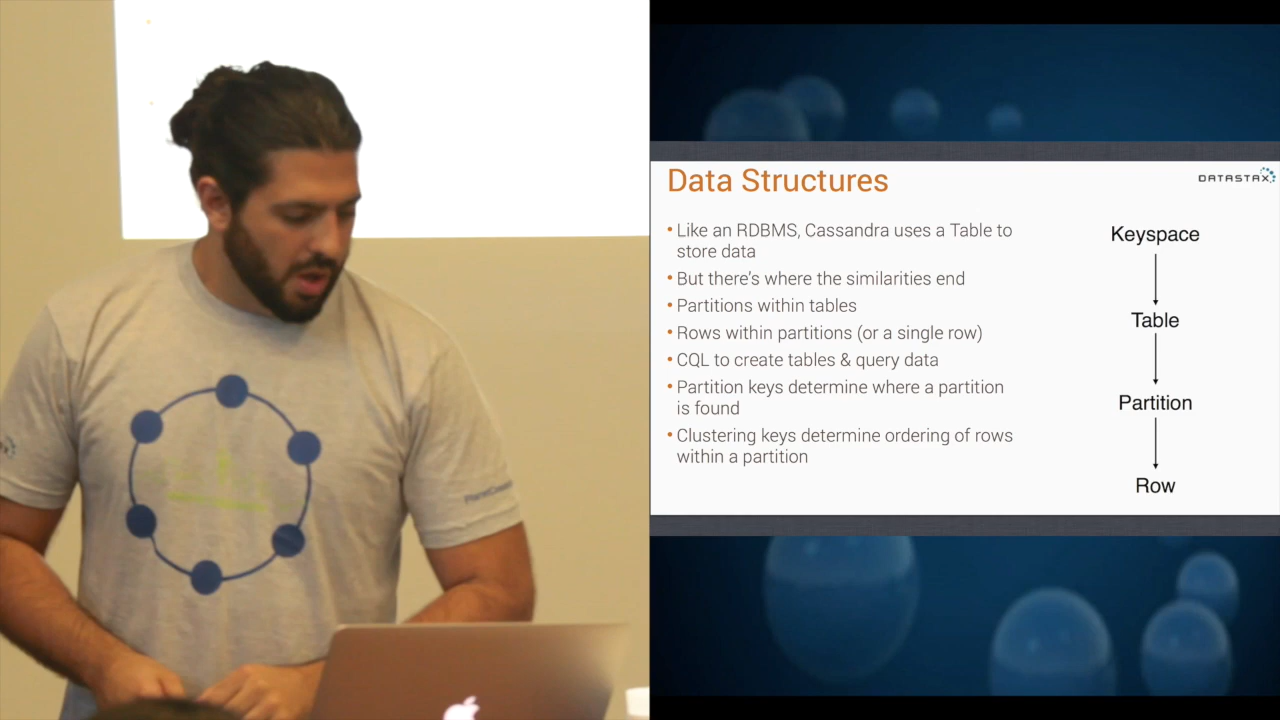 Data Structures
DATASTAX
• Like an RDBMS, Cassandra uses a Table to
store data
• But there's where the similarities end
• Partitions within tables
• Rows within partitions (or a single row)
• CQL to create tables & query data
• Partition keys determine where a partition
is found
• Clustering keys determine ordering of rows
within a partition
Keyspace
Table
Partition
Row